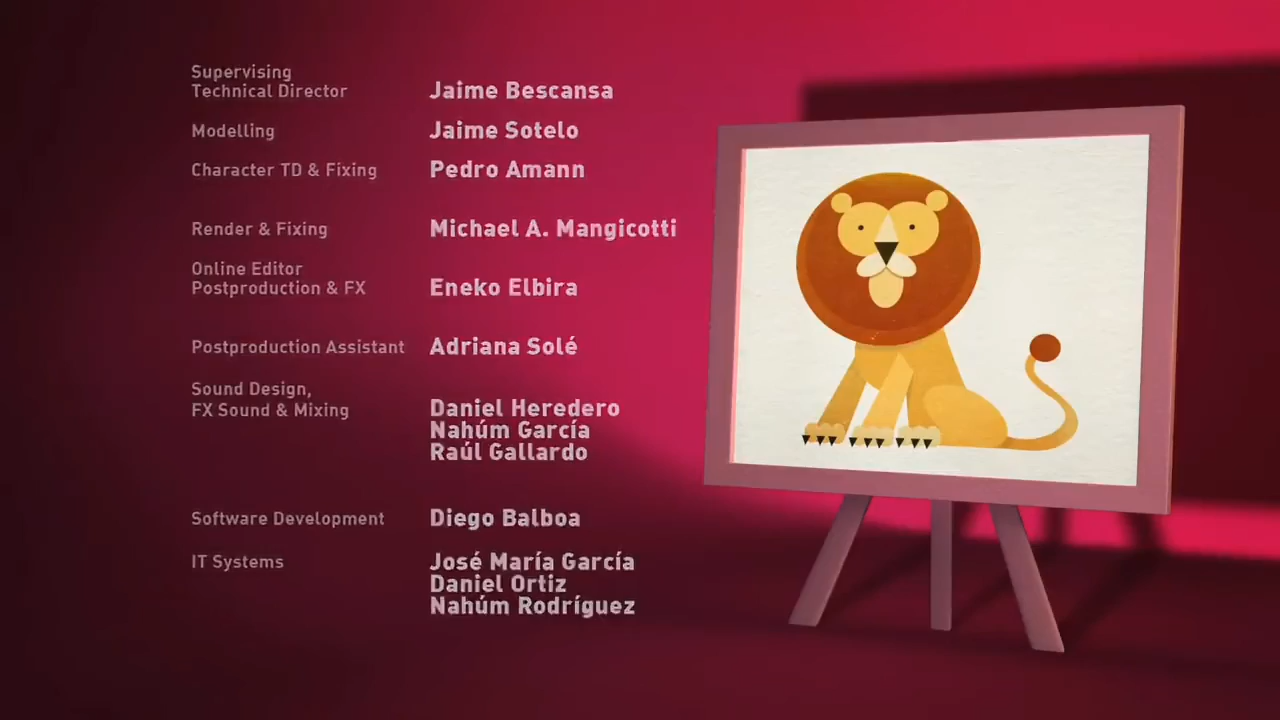 Supervising
Technical Director Jaime Bescansa
Modelling Jaime Sotelo
Character TD & Fixing Pedro Amann
Render & Fixing Michael A. Mangicotti
Online Editor
Postproduction & FX Eneko Elbira
Postproduction Assistant Adriana Solé
Sound Design,
FX Sound & Mixing Daniel Heredero
Nahúm García
Raúl Gallardo
Software Development Diego Balboa
IT Systems José María García
Daniel Ortiz
Nahúm Rodríguez